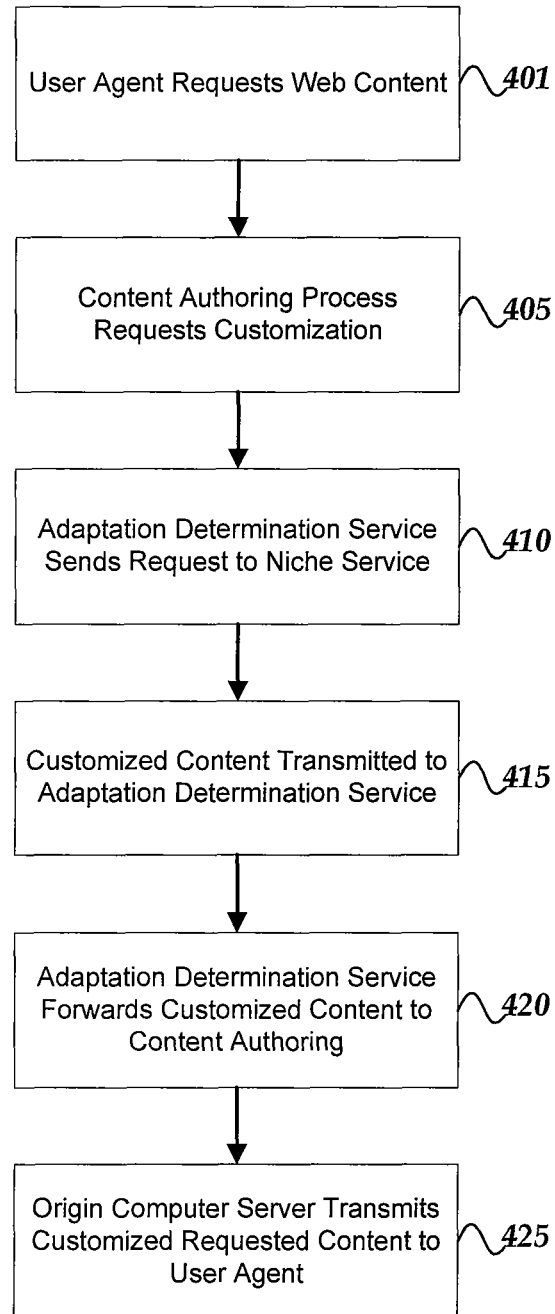 User Agent Requests Web Content
401
Content Authoring Process
Requests Customization
405
Adaptation Determination Service
Sends Request to Niche Service
410
Customized Content Transmitted to
Adaptation Determination Service
415
Adaptation Determination Service
Forwards Customized Content to
Content Authoring
420
Origin Computer Server Transmits
Customized Requested Content to
User Agent
425